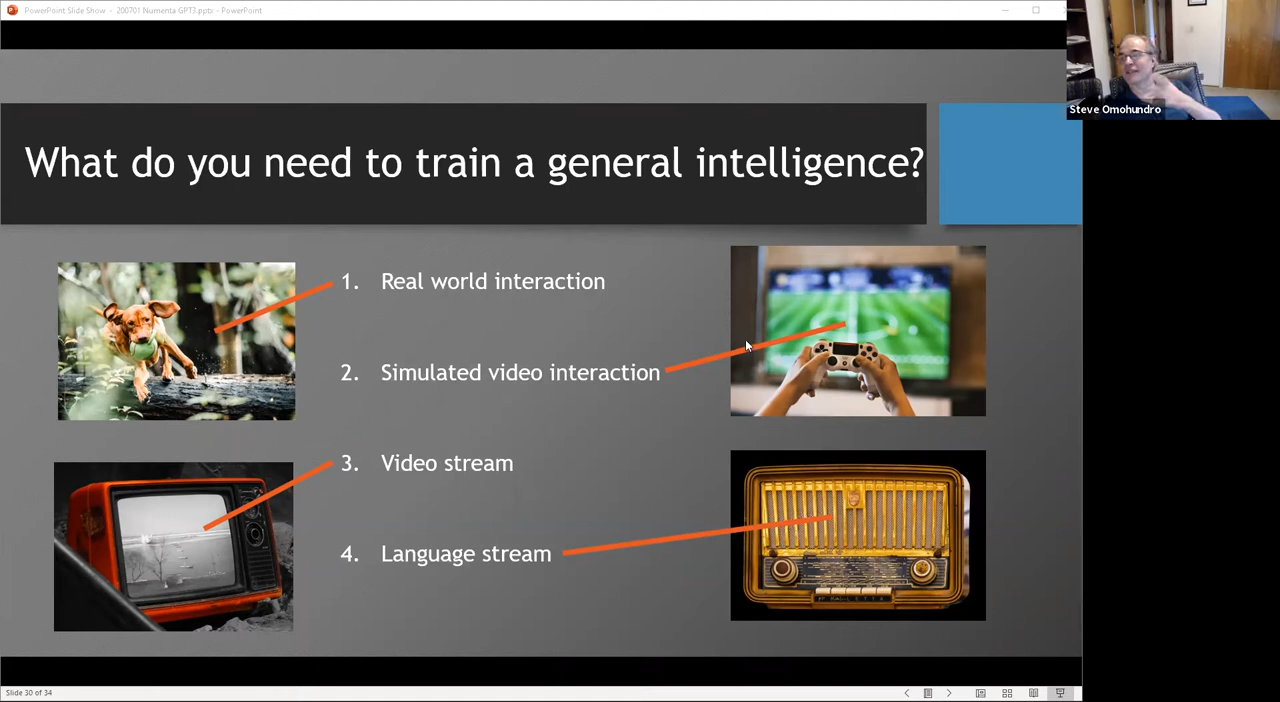 PowerPoint Slide Show - 200701 Numenta GPT3.pptx - PowerPoint
Steve Omohundro
What do you need to train a general intelligence?
1. Real world interaction
2. Simulated video interaction
3. Video stream
4. Language stream
Slide 30 of 34